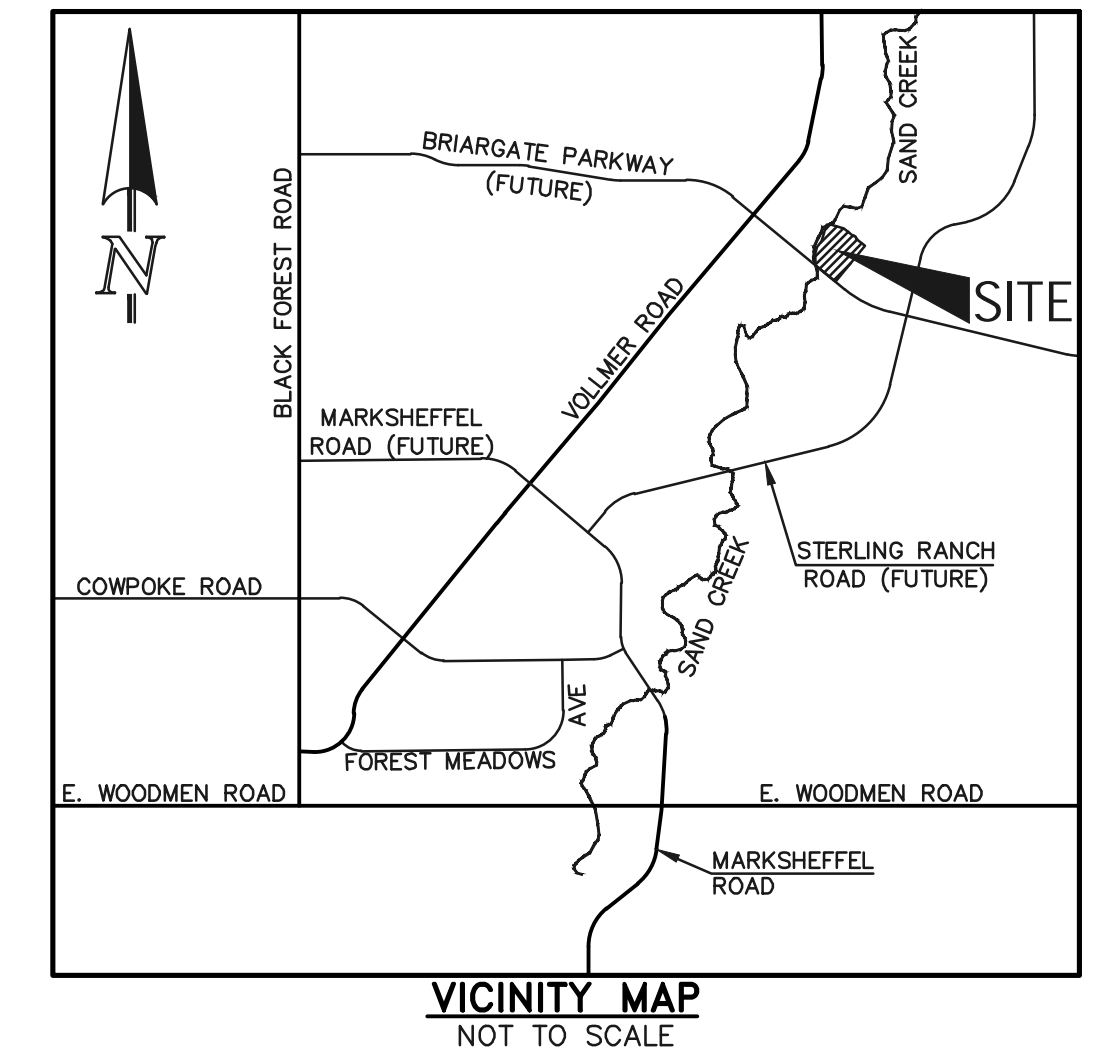 SAND CREEK
BRIARGATE PARKWAY
(FUTURE)
BLACK FOREST ROAD
N
SITE
VOLLMER ROAD
MARKSHEFFEL
ROAD (FUTURE)
STERLING RANCH
ROAD (FUTURE)
SAND CREEK
COWPOKE ROAD
AVE
FOREST MEADOWS
E. WOODMEN ROAD
E. WOODMEN ROAD
MARKSHEFFEL
ROAD
VICINITY MAP
NOT TO SCALE